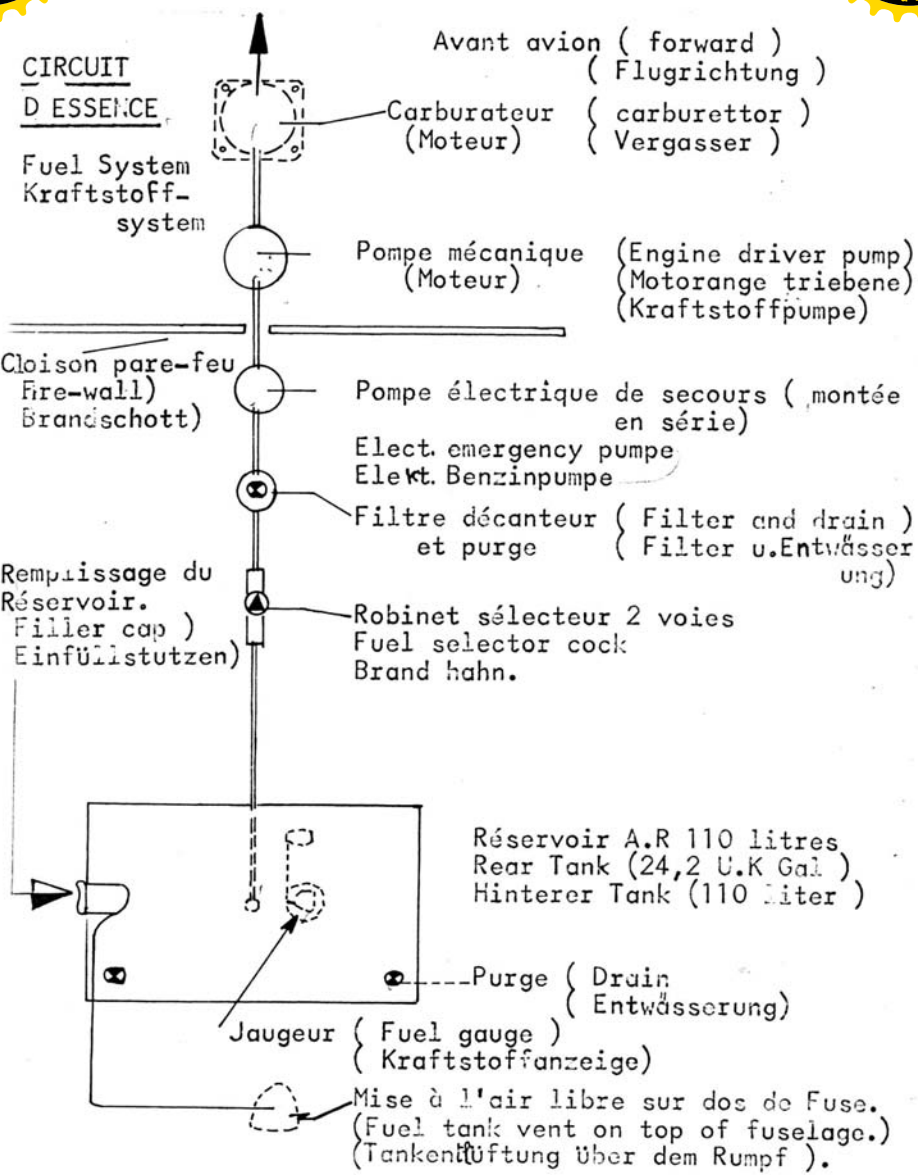 CIRCUIT
D ESSENCE
Fuel System
Kraftstoff-
system
Avant avion ( forward )
( Flugrichtung )
Carburateur ( carburettor )
(Moteur) ( Vergasser )
Pompe mécanique (Engine driver pump)
(Moteur) (Motorange triebene)
(Kraftstoffpumpe)
Cloison pare-feu
Fire-wall)
Brandschott)
Pompe électrique de secours ( montée
en série)
Elect. emergency pumpe
Elekt. Benzinpumpe
Filtre décanteur ( Filter and drain )
et purge ( Filter u.Entwässer
ung)
Remplissage du
Réservoir.
Filler cap )
Einfüllstutzen)
Robinet sélecteur 2 voies
Fuel selector cock
Brand hahn.
Réservoir A.R 110 litres
Rear Tank (24,2 U.K Gal )
Hinterer Tank (110 liter )
Purge ( Drain
( Entwässerung)
Jaugeur ( Fuel gauge )
( Kraftstoffanzeige)
Mise à l'air libre sur dos de Fuse.
(Fuel tank vent on top of fuselage.)
(Tankentlüftung über dem Rumpf ).